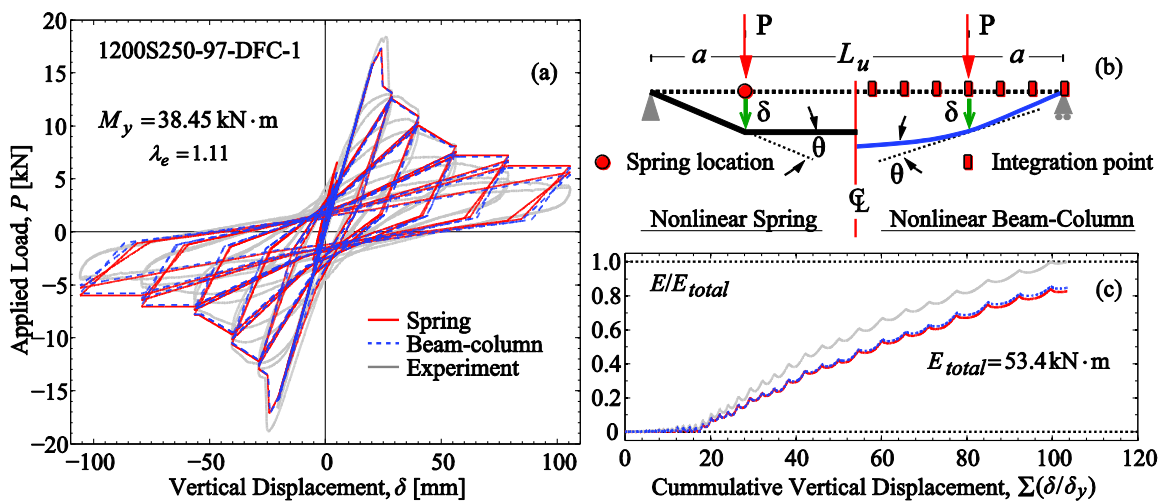 1200S250-97-DFC-1
(a)
M_y = 38.45 kN·m
λ_e = 1.11
Spring
Beam-column
Experiment
20
15
10
5
0
−5
−10
−15
−20
−100
−50
0
50
100
Applied Load, P [kN]
Vertical Displacement, δ [mm]
P
P
a
L_u
a
(b)
δ
δ
θ
θ
Spring location
Integration point
℄
Nonlinear Spring
Nonlinear Beam-Column
1.0
0.8
0.6
0.4
0.2
0
E/E_total
(c)
E_total = 53.4 kN·m
0
20
40
60
80
100
120
Cummulative Vertical Displacement, Σ(δ/δ_y)